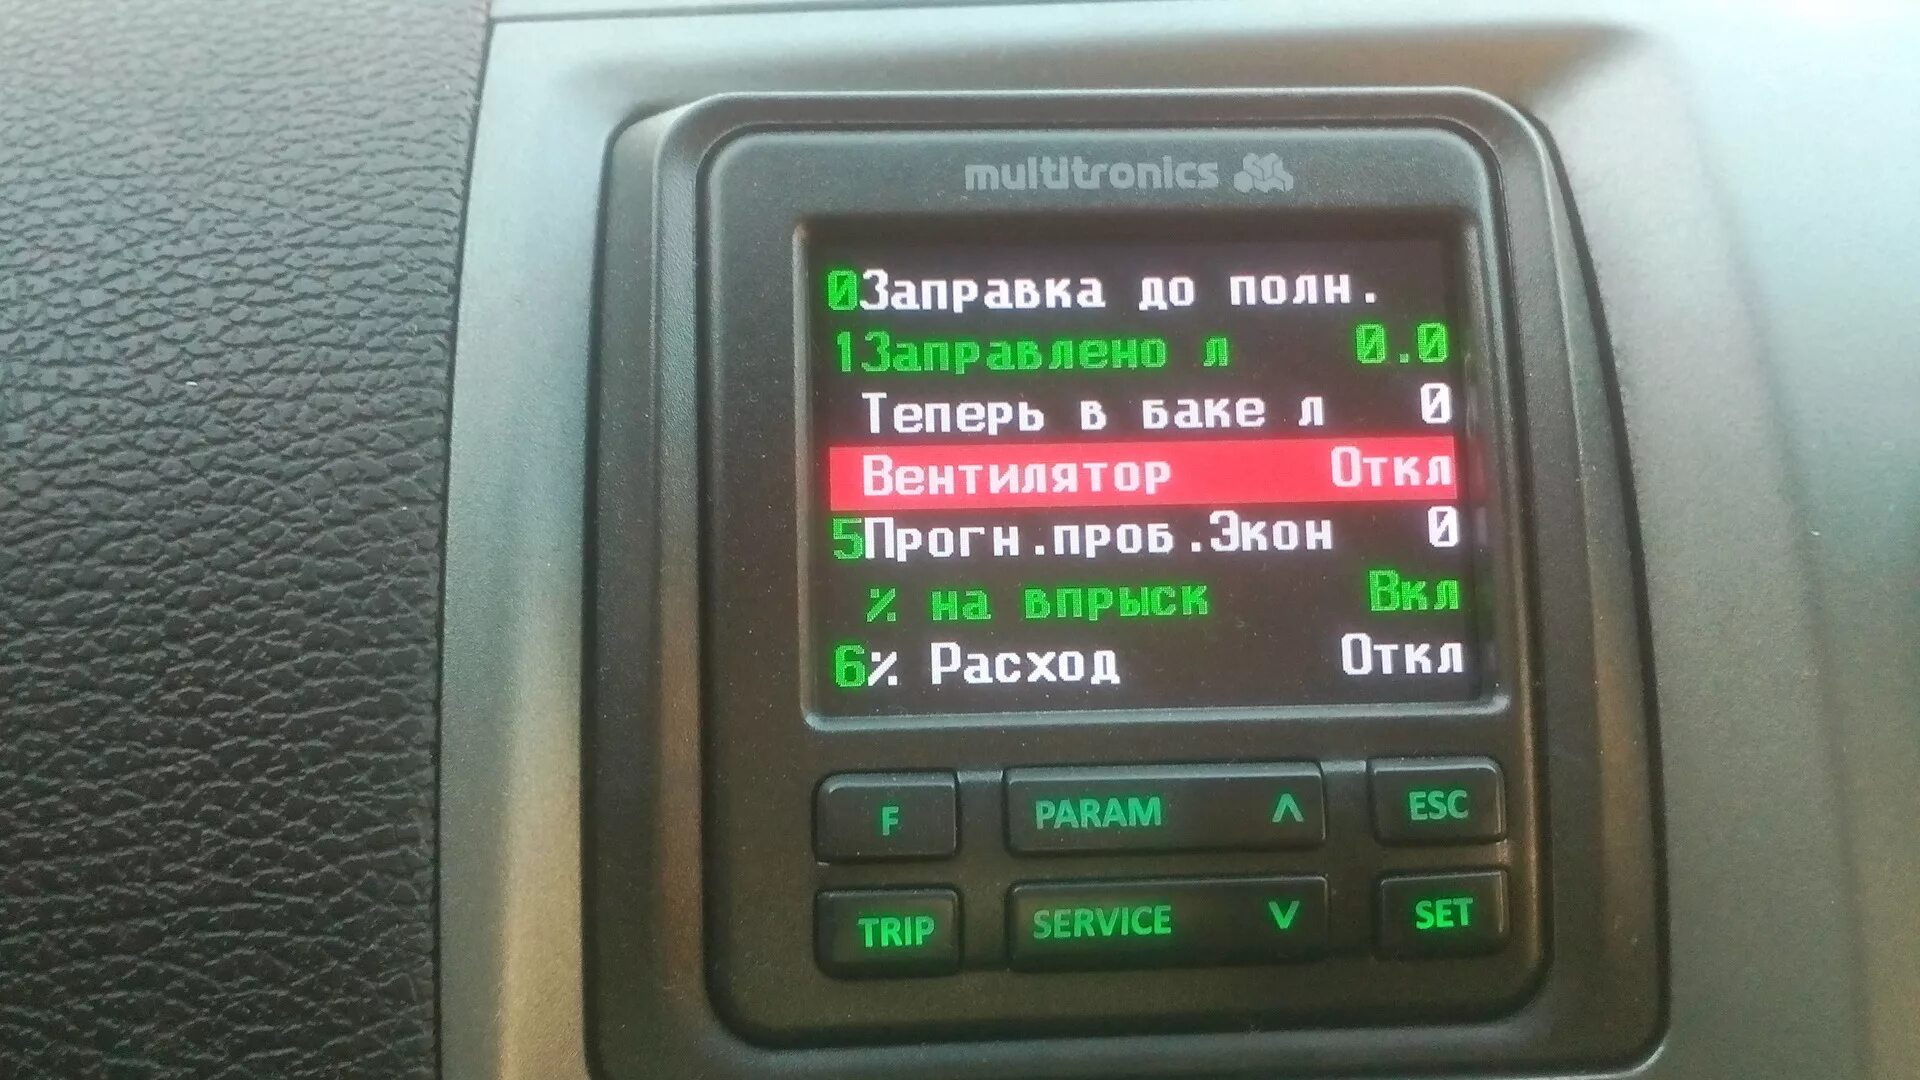 multitronics
0Заправка до полн.
1Заправлено л 0.0
Теперь в баке л 0
Вентилятор Откл
5Прогн.проб.Экон 0
% на впрыск Вкл
6% Расход Откл
F PARAM ESC
TRIP SERVICE SET